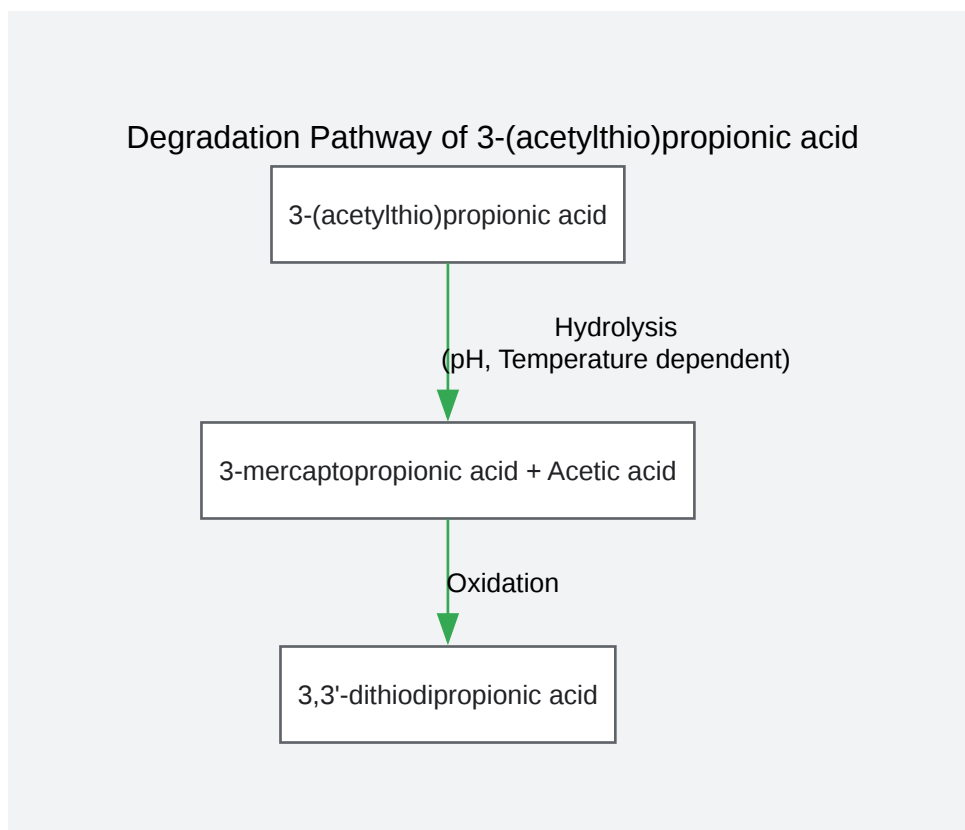 Degradation Pathway of 3-(acetylthio)propionic acid
3-(acetylthio)propionic acid
Hydrolysis
(pH, Temperature dependent)
3-mercaptopropionic acid + Acetic acid
Oxidation
3,3'-dithiodipropionic acid